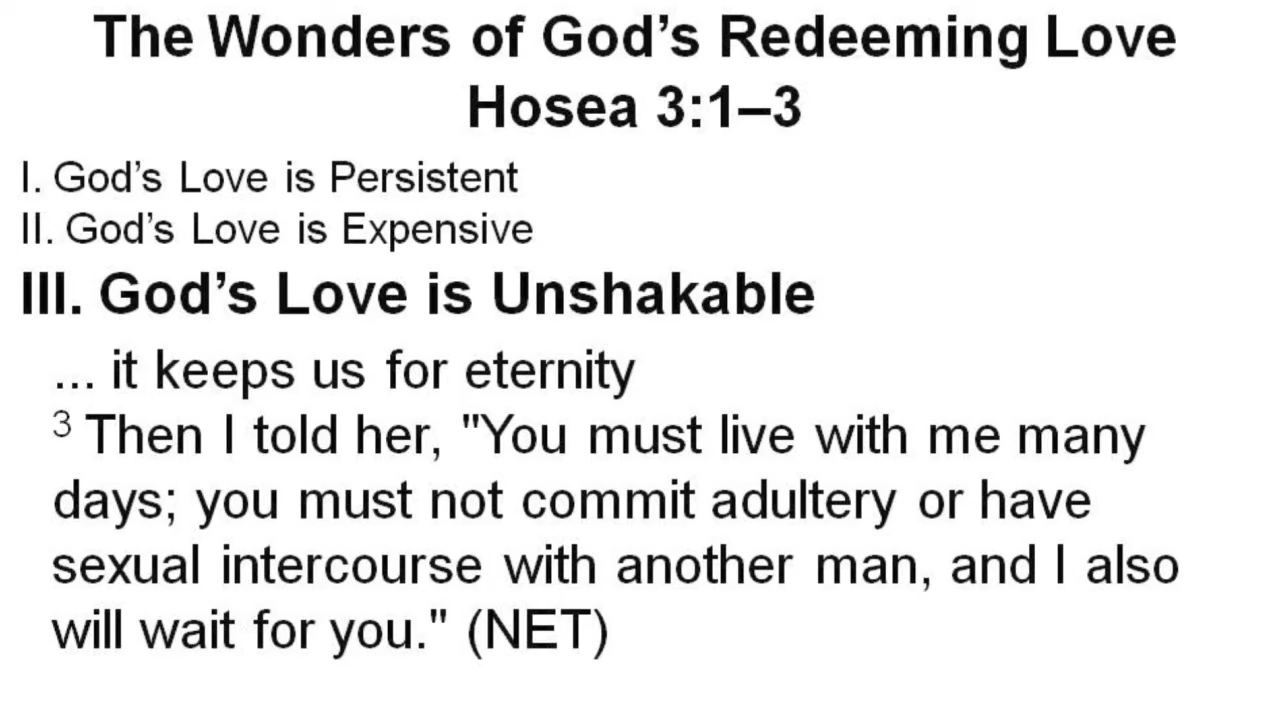 The Wonders of God’s Redeeming Love
Hosea 3:1–3
I. God’s Love is Persistent
II. God’s Love is Expensive
III. God’s Love is Unshakable
... it keeps us for eternity
3 Then I told her, "You must live with me many
days; you must not commit adultery or have
sexual intercourse with another man, and I also
will wait for you." (NET)